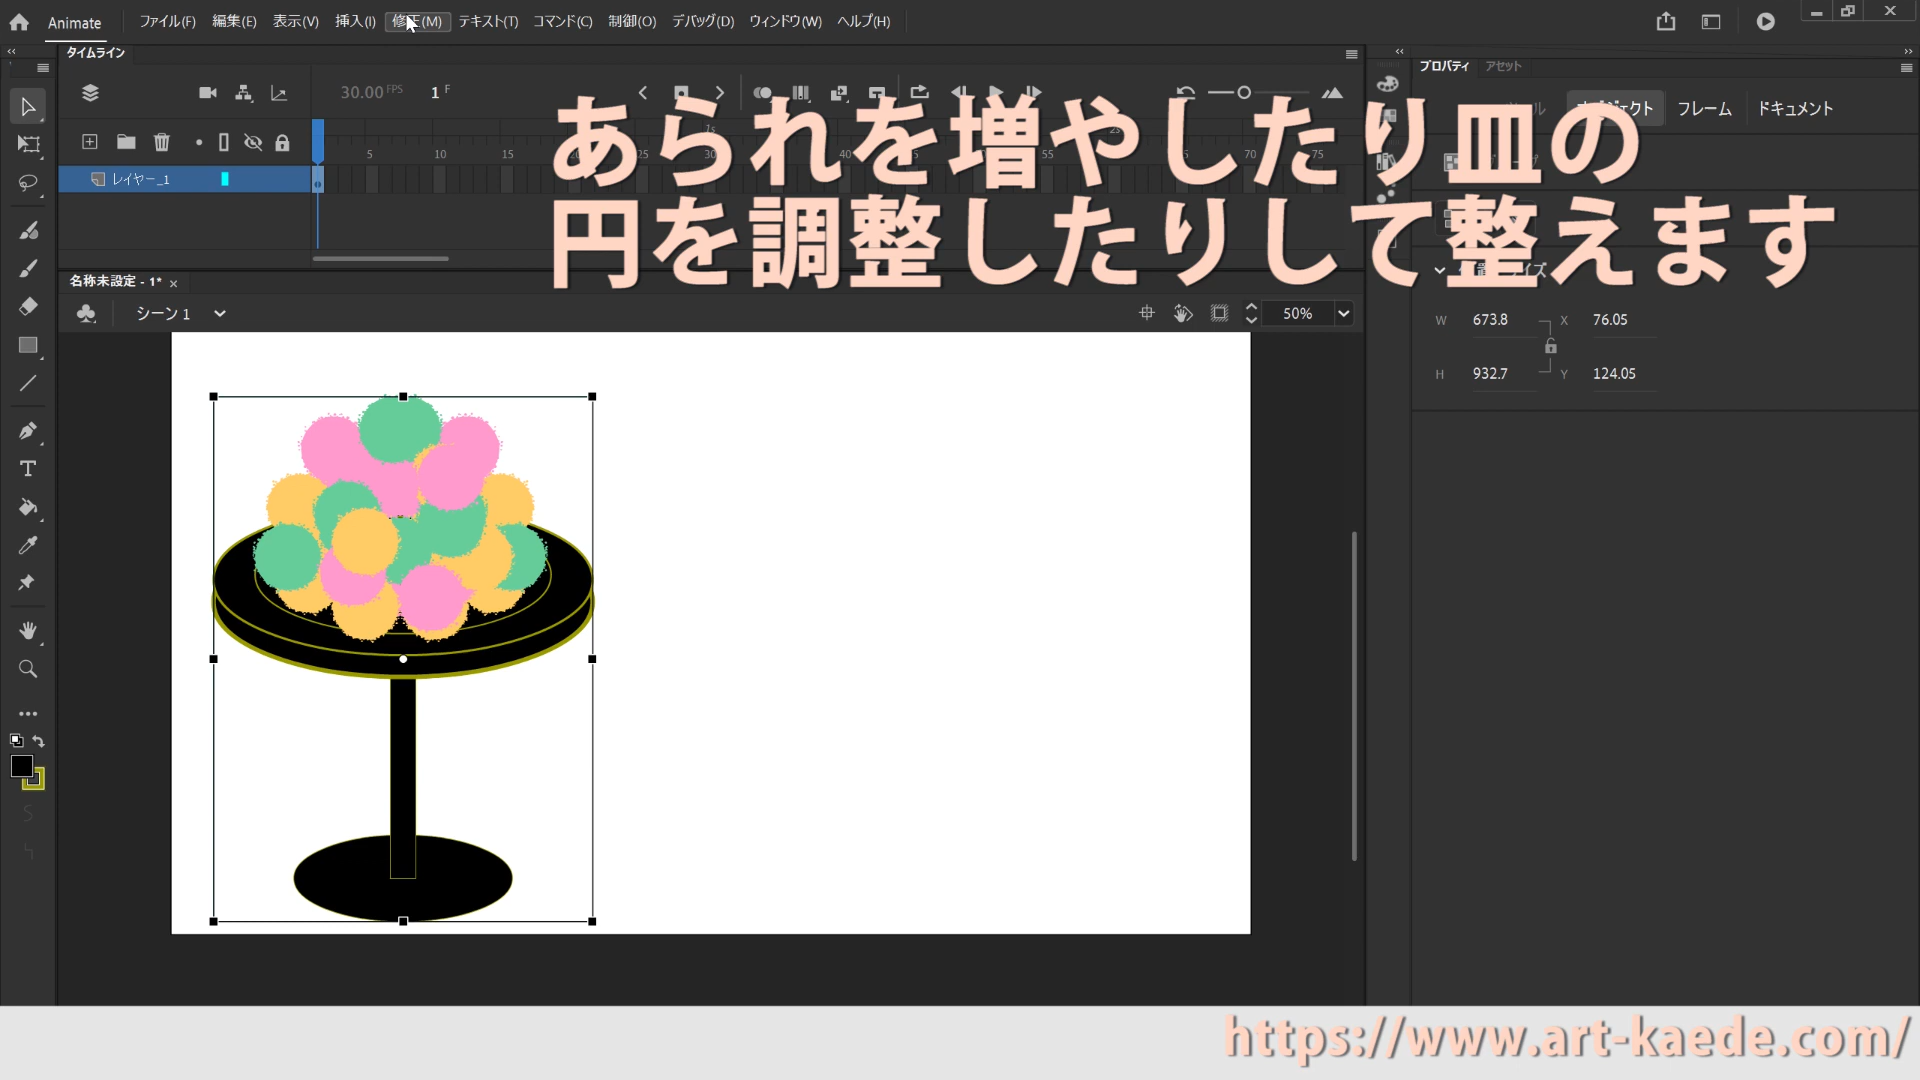 Animate
ファイル(F) 編集(E) 表示(V) 挿入(I) 修正(M) テキスト(T) コマンド(C) 制御(O) デバッグ(D) ウィンドウ(W) ヘルプ(H)
タイムライン
プロパティ アセット
30.00 FPS 1 F
フレーム ドキュメント
あられを増やしたり皿の
円を調整したりして整えます
5 10 15 25 40 55 70 75
レイヤー_1
名称未設定 - 1* ×
シーン 1
50%
W 673.8 X 76.05
H 932.7 Y 124.05
https://www.art-kaede.com/